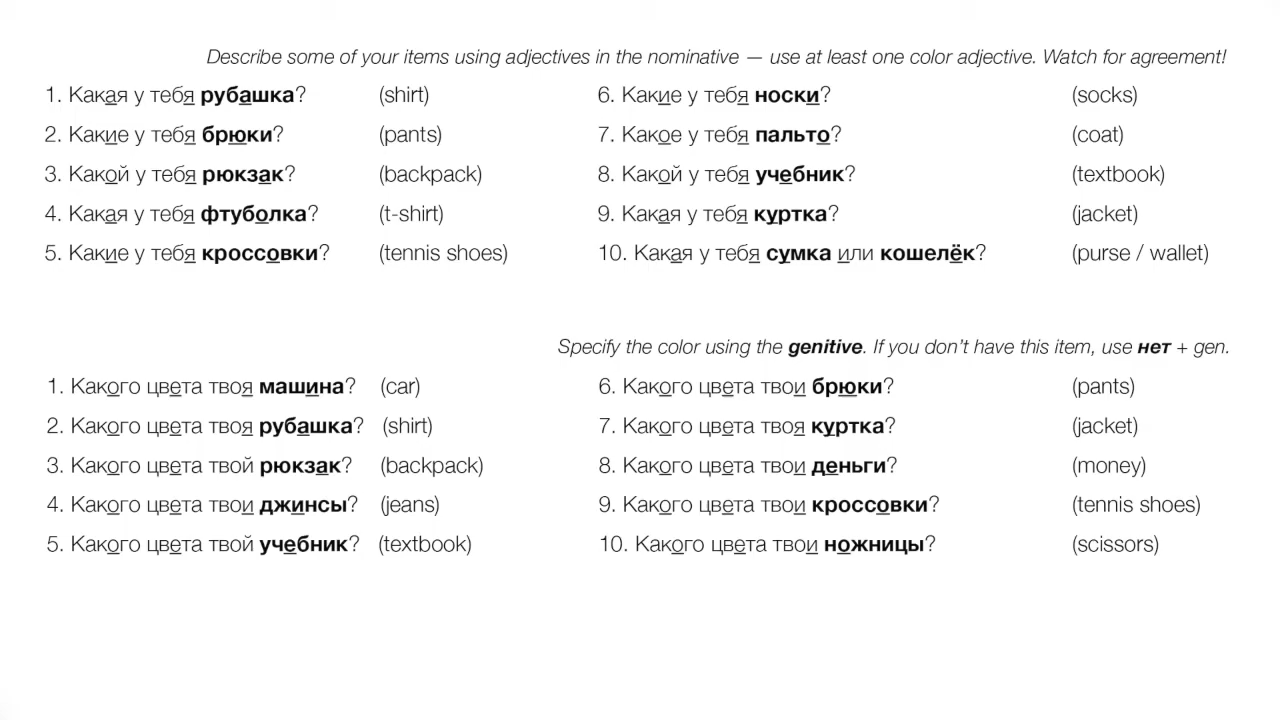 Describe some of your items using adjectives in the nominative — use at least one color adjective. Watch for agreement!
1. Какая у тебя рубашка? (shirt)
2. Какие у тебя брюки? (pants)
3. Какой у тебя рюкзак? (backpack)
4. Какая у тебя фтуболка? (t-shirt)
5. Какие у тебя кроссовки? (tennis shoes)
6. Какие у тебя носки? (socks)
7. Какое у тебя пальто? (coat)
8. Какой у тебя учебник? (textbook)
9. Какая у тебя куртка? (jacket)
10. Какая у тебя сумка или кошелёк? (purse / wallet)
Specify the color using the genitive. If you don't have this item, use нет + gen.
1. Какого цвета твоя машина? (car)
2. Какого цвета твоя рубашка? (shirt)
3. Какого цвета твой рюкзак? (backpack)
4. Какого цвета твои джинсы? (jeans)
5. Какого цвета твой учебник? (textbook)
6. Какого цвета твои брюки? (pants)
7. Какого цвета твоя куртка? (jacket)
8. Какого цвета твои деньги? (money)
9. Какого цвета твои кроссовки? (tennis shoes)
10. Какого цвета твои ножницы? (scissors)